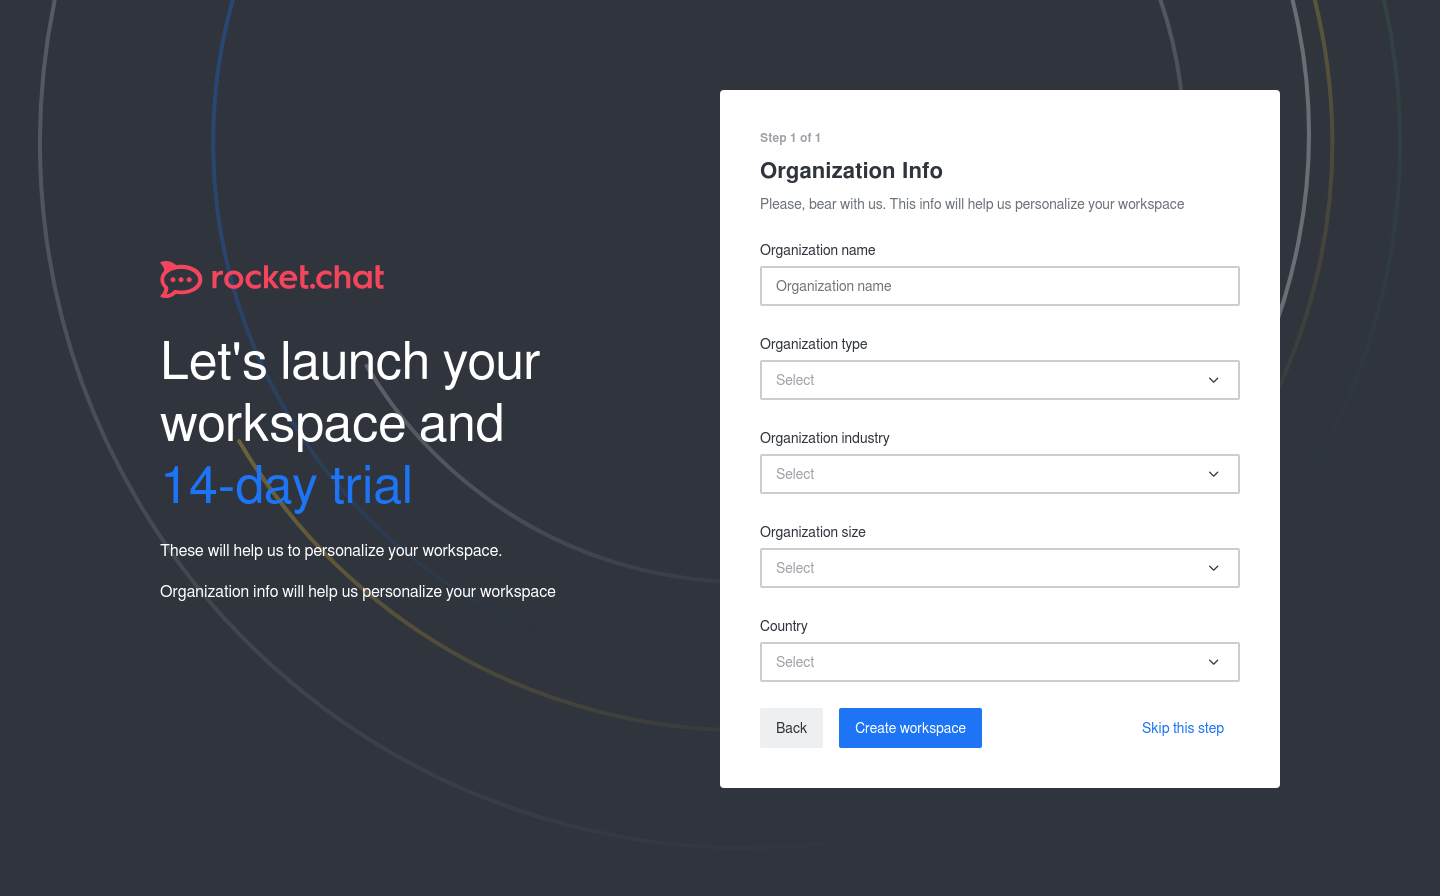 rocket.chat
Let's launch your
workspace and
14-day trial
These will help us to personalize your workspace.
Organization info will help us personalize your workspace
Step 1 of 1
Organization Info
Please, bear with us. This info will help us personalize your workspace
Organization name
Organization name
Organization type
Select
Organization industry
Select
Organization size
Select
Country
Select
Back
Create workspace
Skip this step